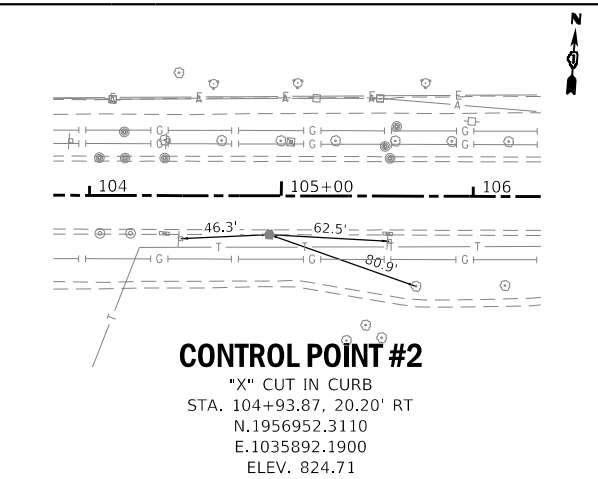 N
E E E E
A A A A
G G
G G
104 105+00 106
46.3' 62.5'
T T T T
80.9'
G G
T
CONTROL POINT #2
"X" CUT IN CURB
STA. 104+93.87, 20.20' RT
N.1956952.3110
E.1035892.1900
ELEV. 824.71